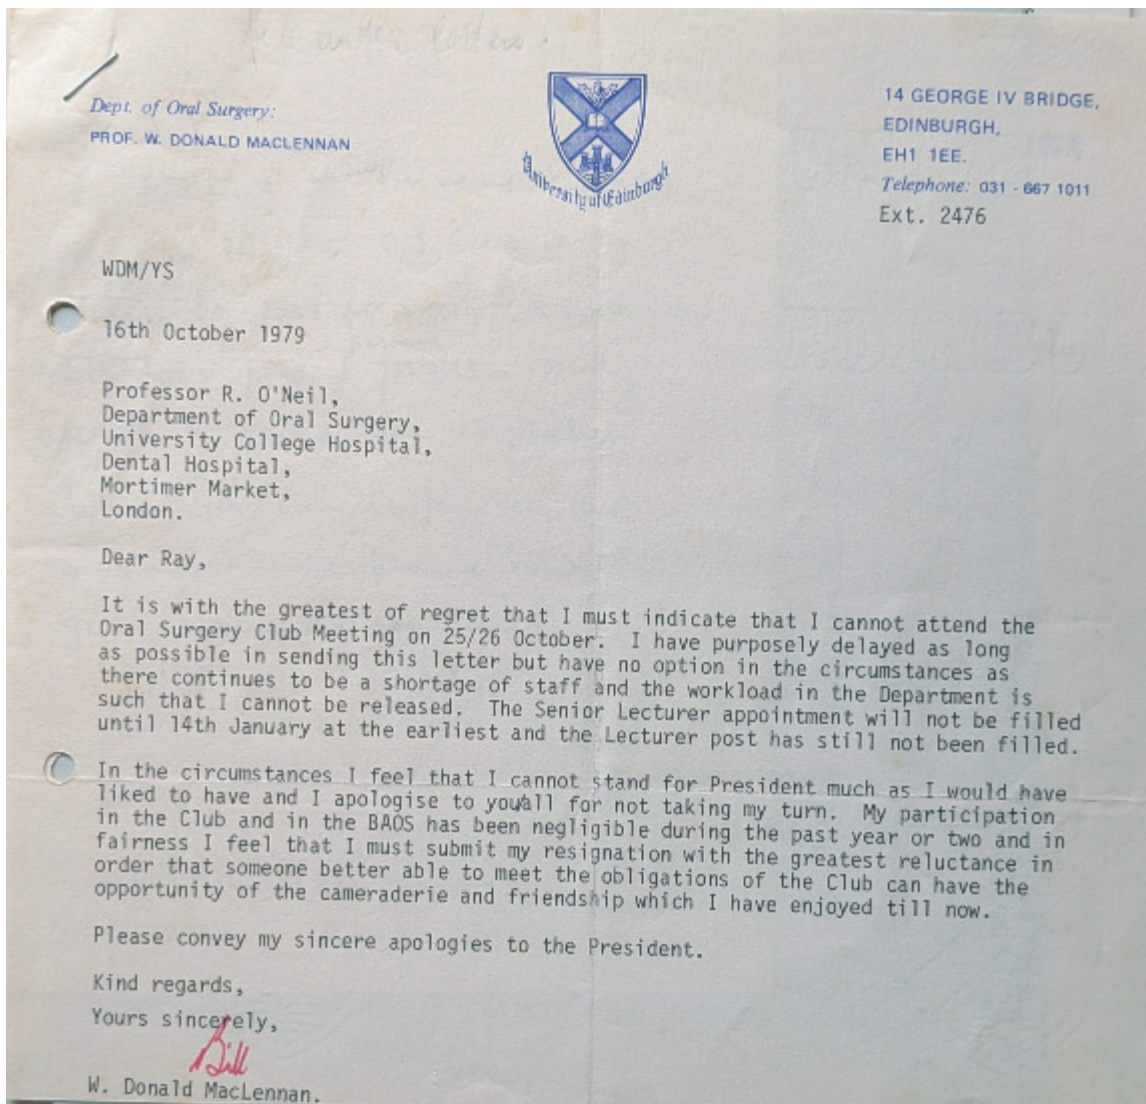 letters.
Dept. of Oral Surgery:
PROF. W. DONALD MACLENNAN
University of Edinburgh
14 GEORGE IV BRIDGE,
EDINBURGH,
EH1 1EE.
Telephone: 031 - 667 1011
Ext. 2476
WDM/YS
16th October 1979
Professor R. O'Neil,
Department of Oral Surgery,
University College Hospital,
Dental Hospital,
Mortimer Market,
London.
Dear Ray,
It is with the greatest of regret that I must indicate that I cannot attend the
Oral Surgery Club Meeting on 25/26 October. I have purposely delayed as long
as possible in sending this letter but have no option in the circumstances as
there continues to be a shortage of staff and the workload in the Department is
such that I cannot be released. The Senior Lecturer appointment will not be filled
until 14th January at the earliest and the Lecturer post has still not been filled.
In the circumstances I feel that I cannot stand for President much as I would have
liked to have and I apologise to you/all for not taking my turn. My participation
in the Club and in the BAOS has been negligible during the past year or two and in
fairness I feel that I must submit my resignation with the greatest reluctance in
order that someone better able to meet the obligations of the Club can have the
opportunity of the cameraderie and friendship which I have enjoyed till now.
Please convey my sincere apologies to the President.
Kind regards,
Yours sincerely,
Bill
W. Donald MacLennan.